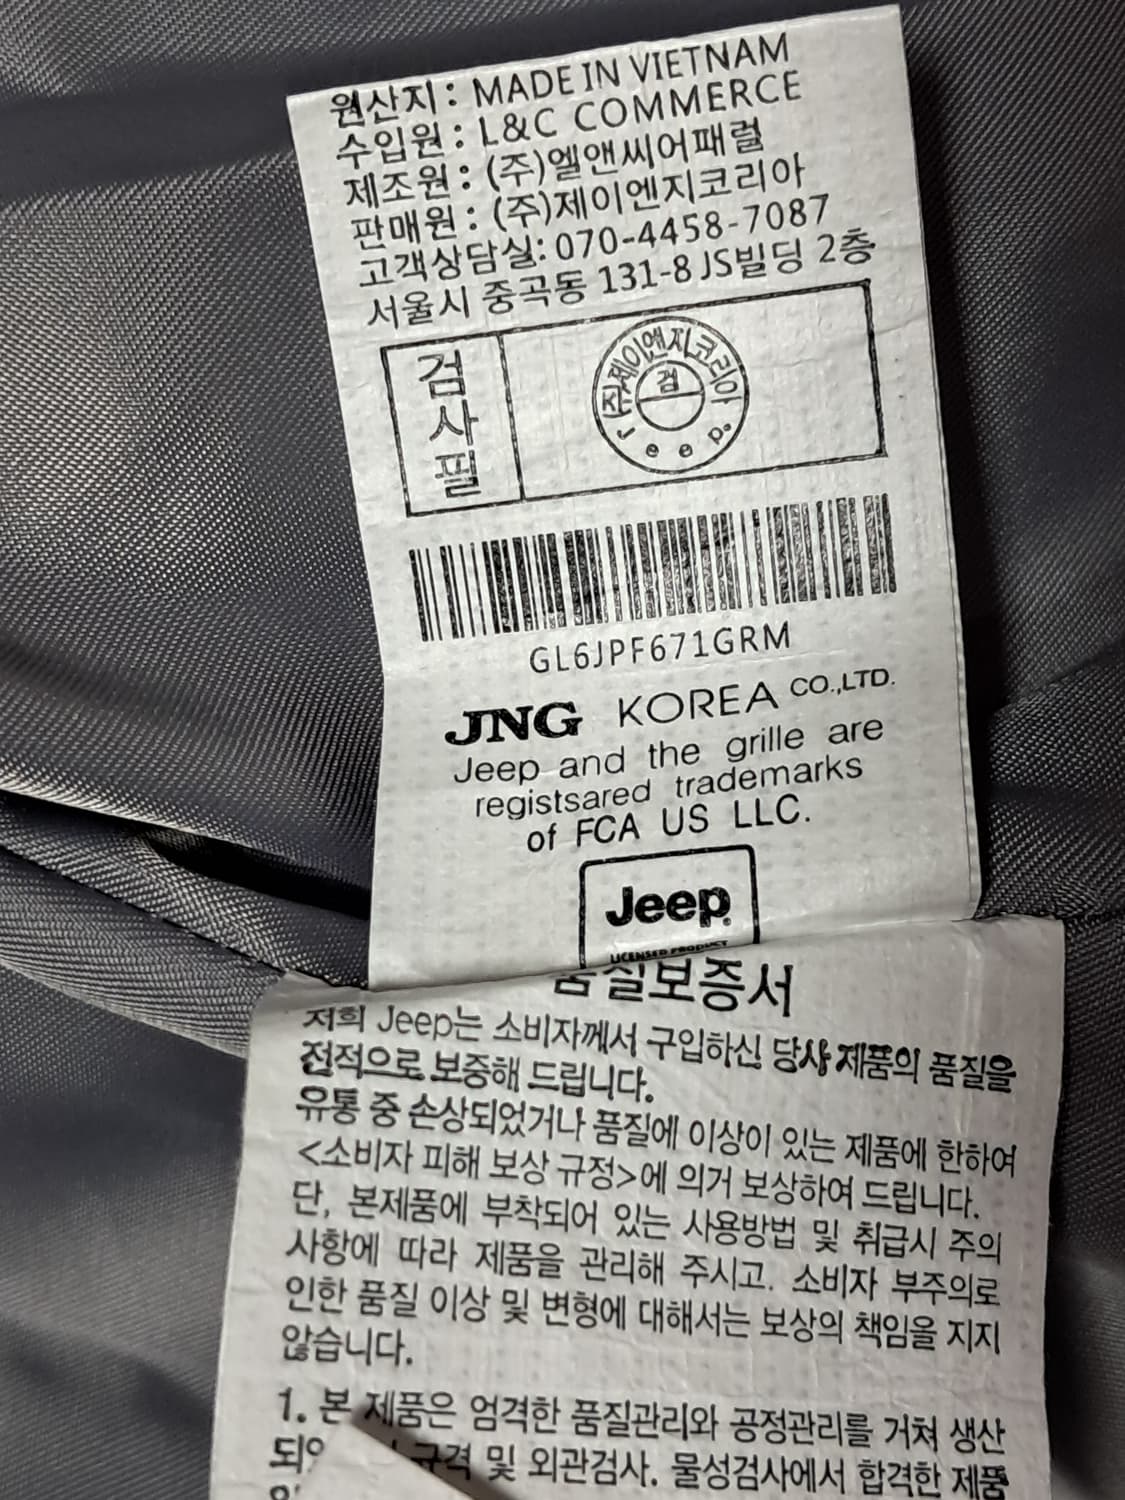 원산지: MADE IN VIETNAM
수입원: L&C COMMERCE
제조원: (주)엘앤씨어패럴
판매원: (주)제이엔지코리아
고객상담실: 070-4458-7087
서울시 중곡동 131-8 JS빌딩 2층
검사필
(주)제이엔지코리아
검
Jeep.
GL6JPF671GRM
JNG KOREA CO.,LTD.
Jeep and the grille are
registsared trademarks
of FCA US LLC.
Jeep
LICENSED PRODUCT
품질보증서
저희 Jeep는 소비자께서 구입하신 당사 제품의 품질을
전적으로 보증해 드립니다.
유통 중 손상되었거나 품질에 이상이 있는 제품에 한하여
<소비자 피해 보상 규정>에 의거 보상하여 드립니다.
단, 본제품에 부착되어 있는 사용방법 및 취급시 주의
사항에 따라 제품을 관리해 주시고. 소비자 부주의로
인한 품질 이상 및 변형에 대해서는 보상의 책임을 지지
않습니다.
1. 본 제품은 엄격한 품질관리와 공정관리를 거쳐 생산
규격 및 외관검사. 물성검사에서 합격한 제품